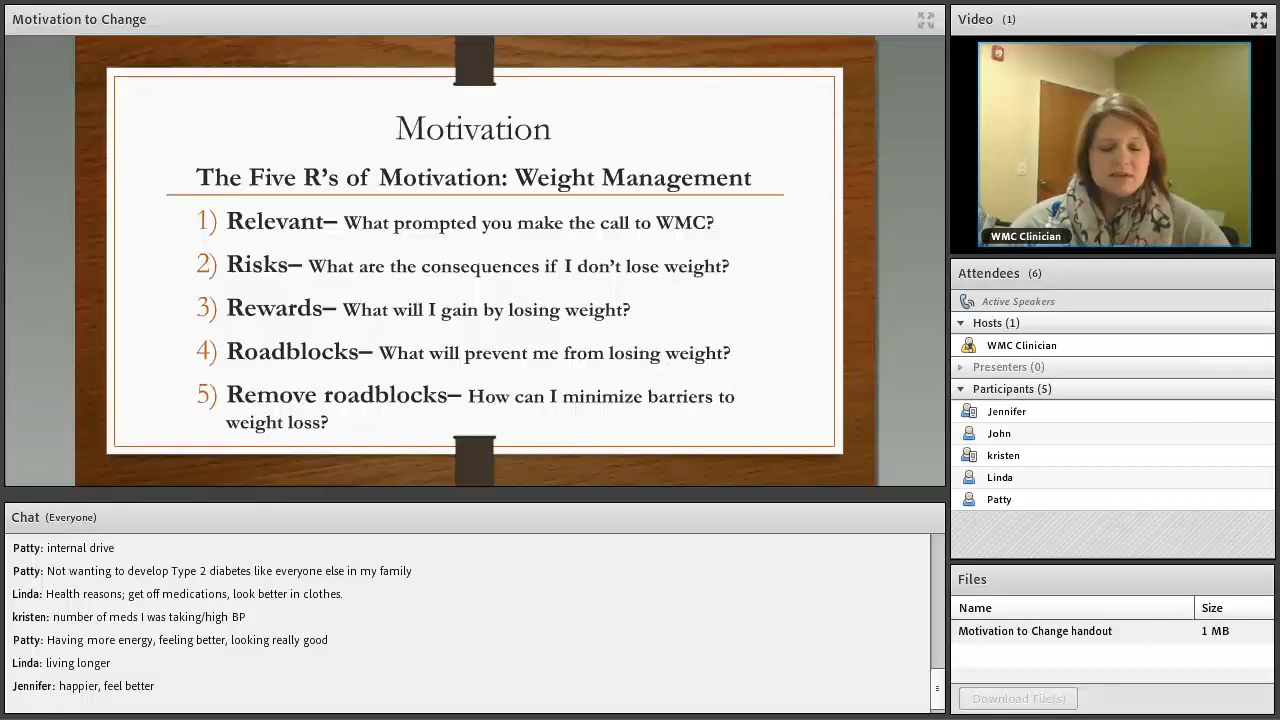 Motivation to Change
Motivation
The Five R’s of Motivation: Weight Management
1) Relevant– What prompted you make the call to WMC?
2) Risks– What are the consequences if I don’t lose weight?
3) Rewards– What will I gain by losing weight?
4) Roadblocks– What will prevent me from losing weight?
5) Remove roadblocks– How can I minimize barriers to
weight loss?
Chat (Everyone)
Patty: internal drive
Patty: Not wanting to develop Type 2 diabetes like everyone else in my family
Linda: Health reasons; get off medications, look better in clothes.
kristen: number of meds I was taking/high BP
Patty: Having more energy, feeling better, looking really good
Linda: living longer
Jennifer: happier, feel better
Video (1)
WMC Clinician
Attendees (6)
Active Speakers
Hosts (1)
WMC Clinician
Presenters (0)
Participants (5)
Jennifer
John
kristen
Linda
Patty
Files
Name Size
Motivation to Change handout 1 MB
Download File(s)